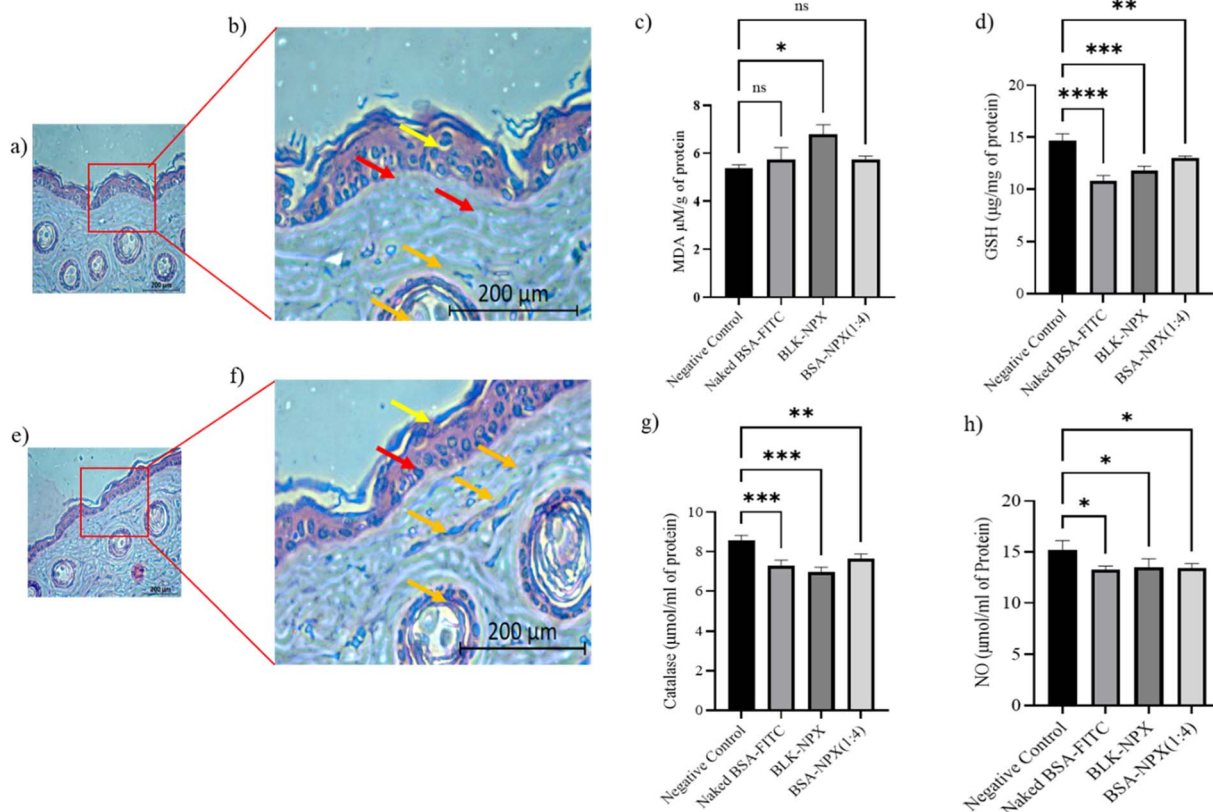 a)
b)
200 µm
200 µm
c)
ns
*
ns
MDA µM/g of protein
8
6
4
2
0
Negative Control
Naked BSA-FITC
BLK-NPX
BSA-NPX(1:4)
d)
**
***
****
GSH (µg/mg of protein)
20
15
10
5
0
Negative Control
Naked BSA-FITC
BLK-NPX
BSA-NPX(1:4)
e)
f)
200 µm
200 µm
g)
**
***
***
Catalase (µmol/ml of protein)
10
8
6
4
2
0
Negative Control
Naked BSA-FITC
BLK-NPX
BSA-NPX(1:4)
h)
*
*
*
NO (µmol/ml of Protein)
20
15
10
5
0
Negative Control
Naked BSA-FITC
BLK-NPX
BSA-NPX(1:4)